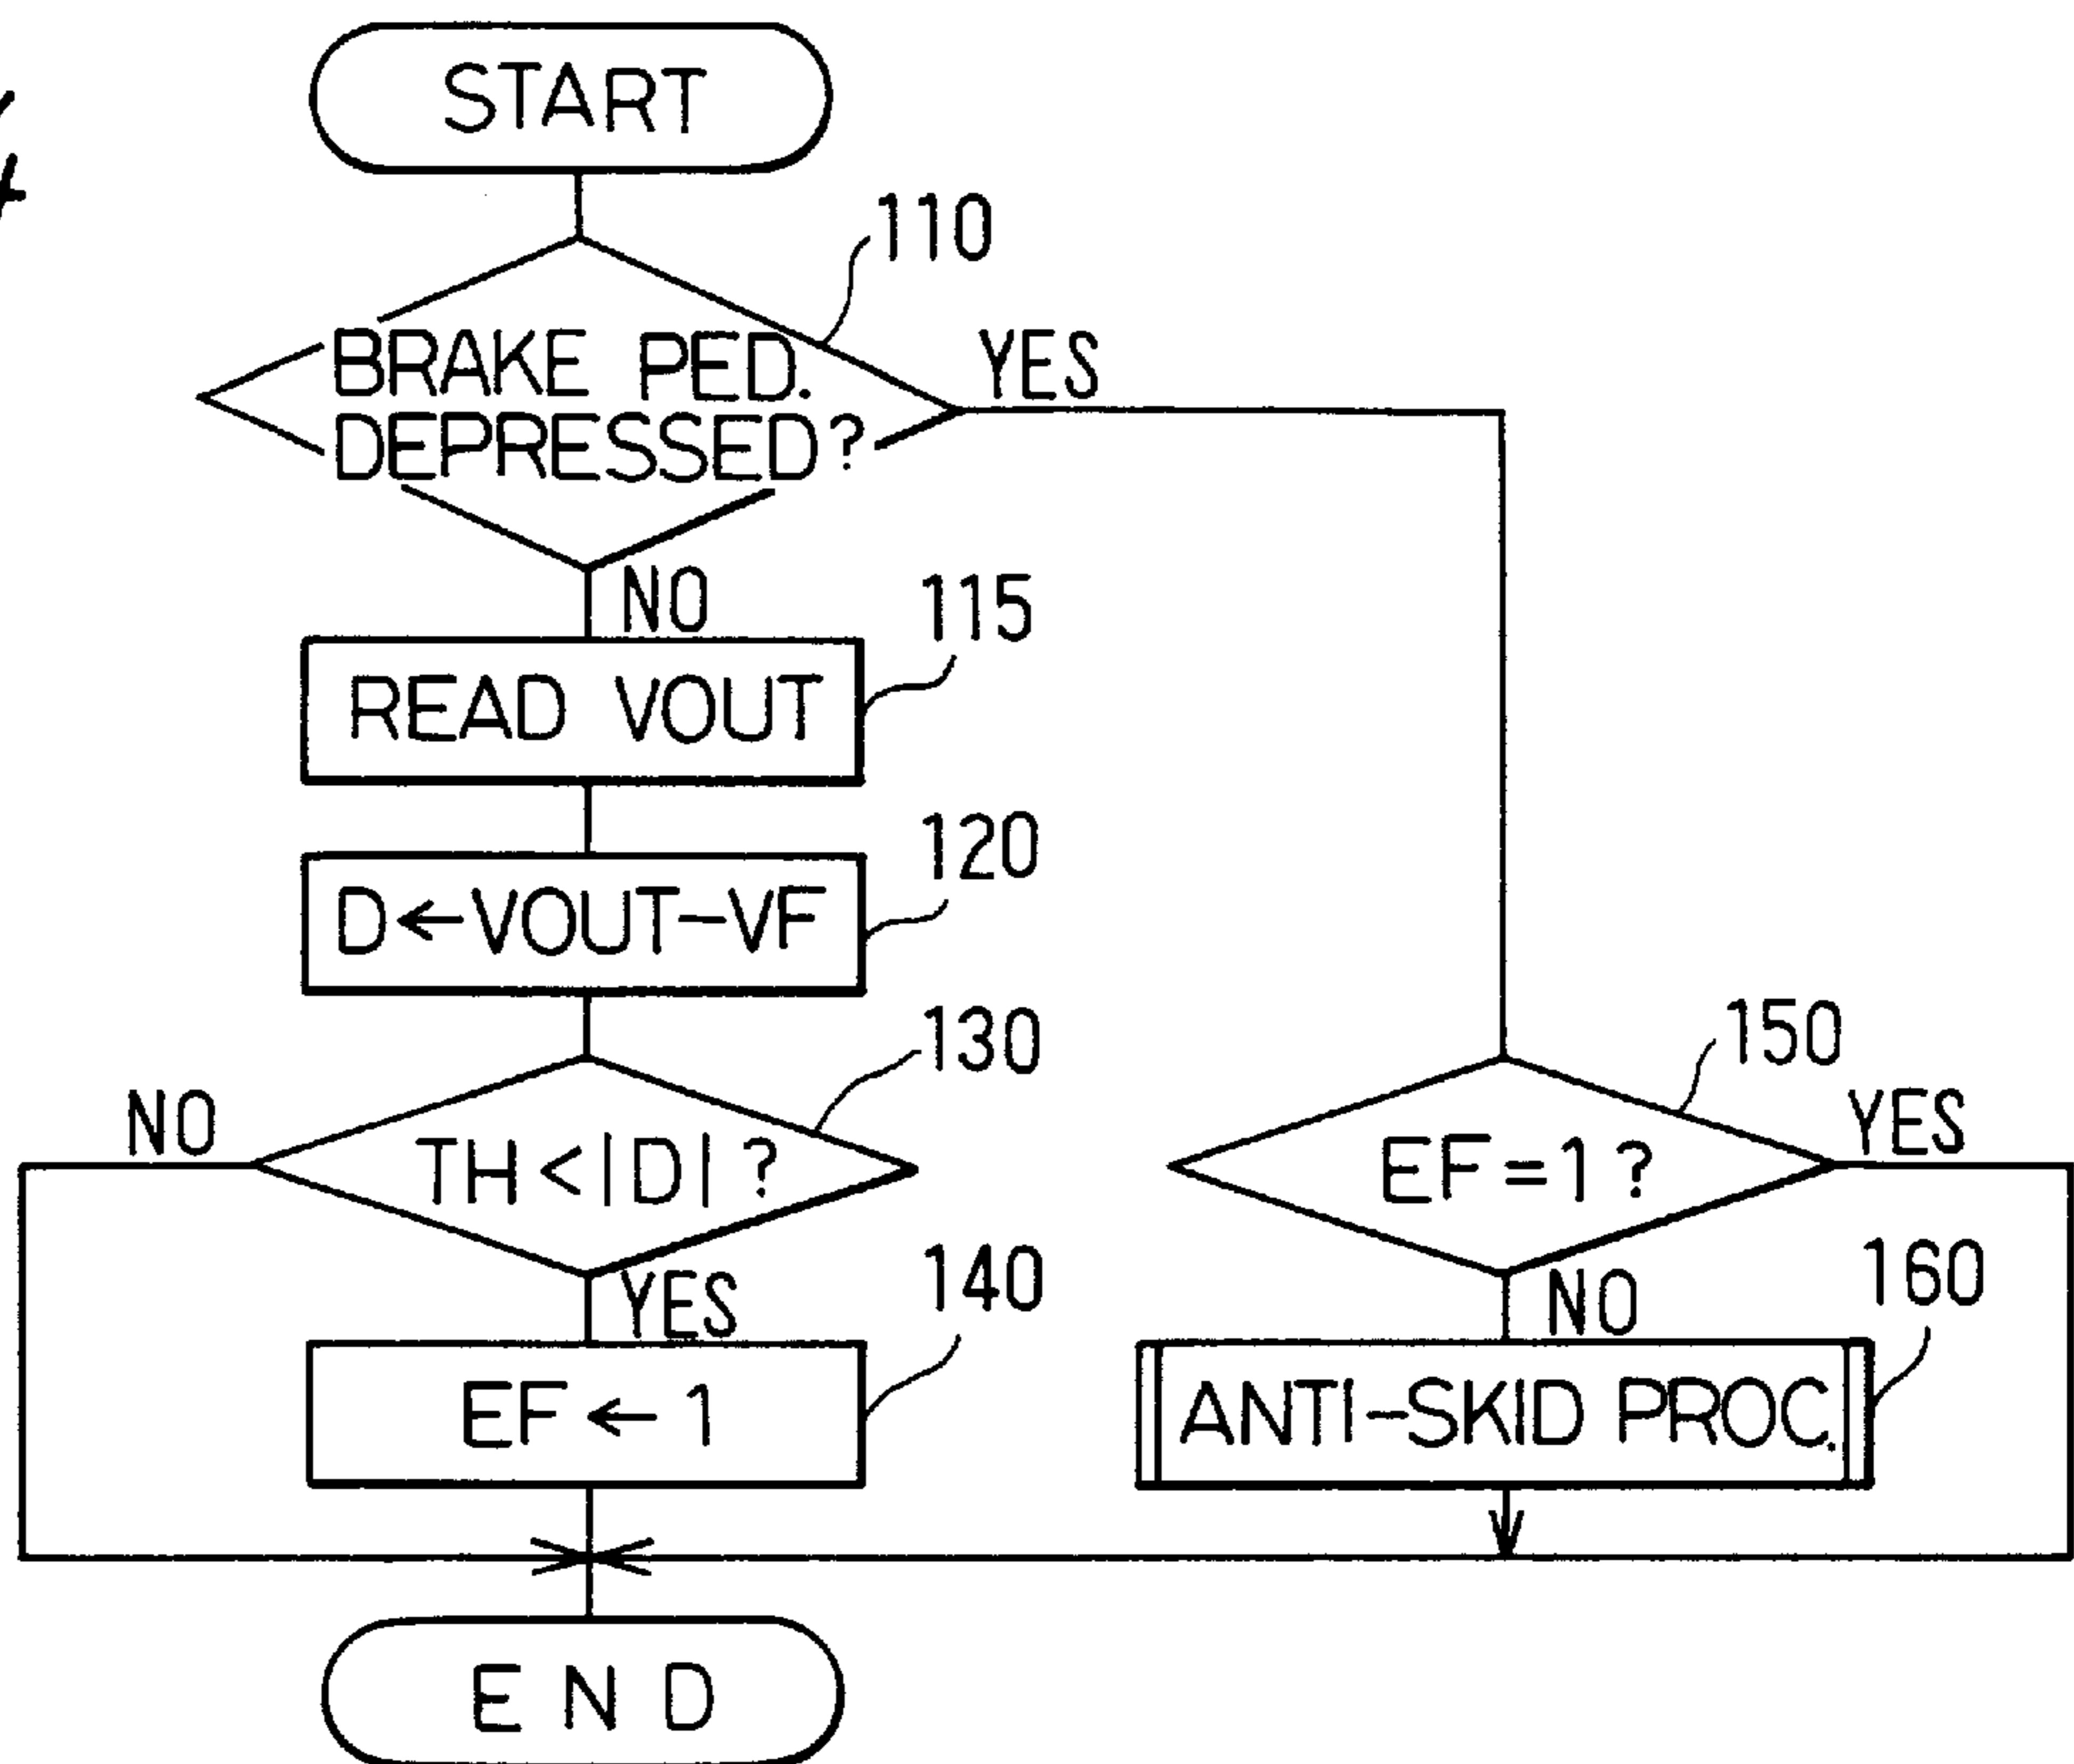 START
110
BRAKE PED.
DEPRESSED?
YES
NO
115
READ VOUT
120
D←VOUT-VF
130
TH<|D|?
NO
YES
140
EF←1
150
EF=1?
YES
NO
160
ANTI-SKID PROC.
END